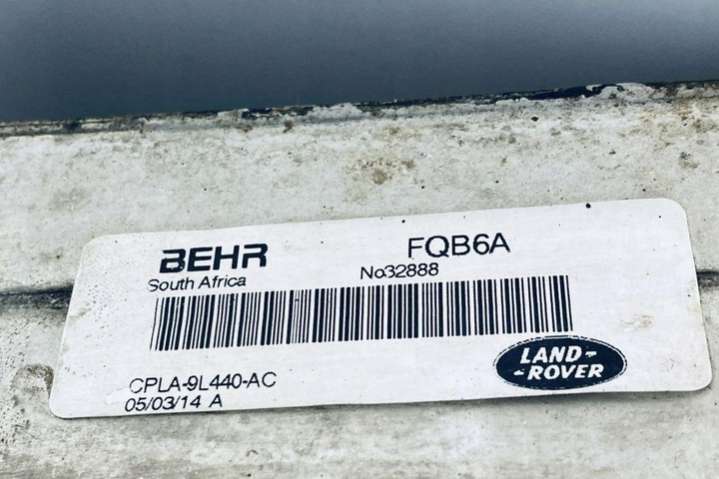 BEHR FQB6A
South Africa No32888
CPLA-9L440-AC
05/03/14 A
LAND-
-ROVER